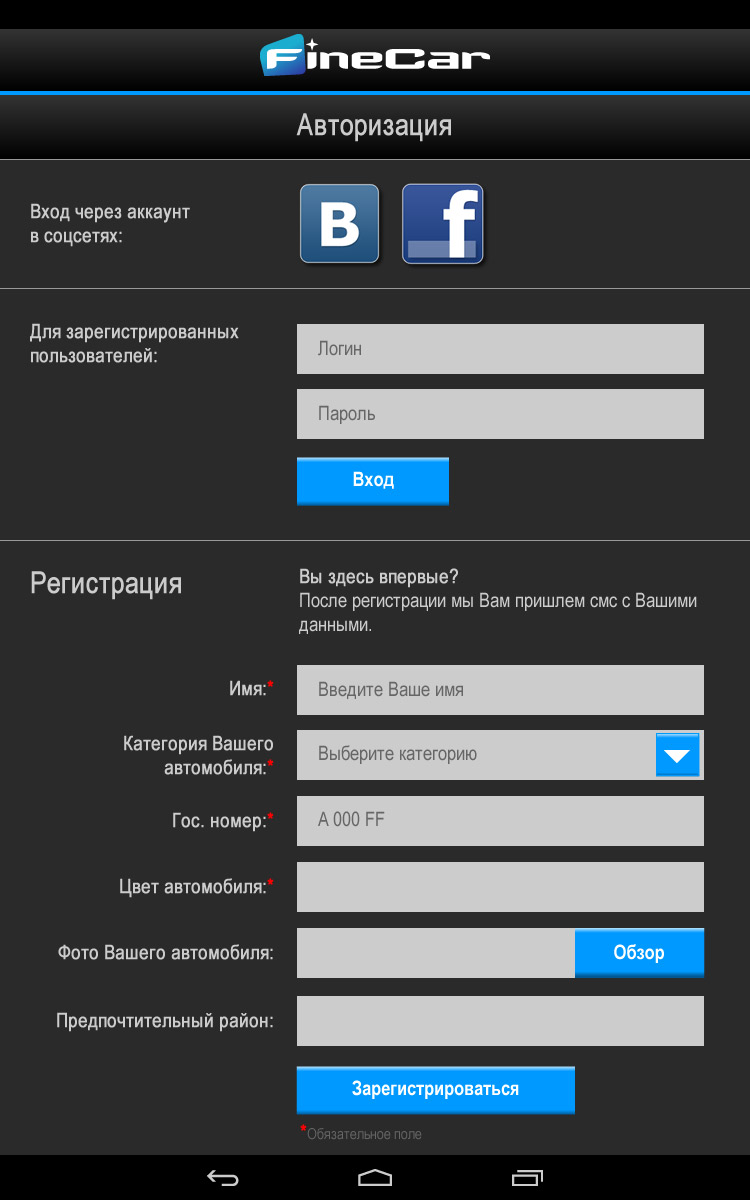 FineCar
Авторизация
Вход через аккаунт
в соцсетях:
B f
Для зарегистрированных
пользователей:
Логин
Пароль
Вход
Регистрация
Вы здесь впервые?
После регистрации мы Вам пришлем смс с Вашими
данными.
Имя:*
Введите Ваше имя
Категория Вашего
автомобиля:*
Выберите категорию
Гос. номер:*
A 000 FF
Цвет автомобиля:*
Фото Вашего автомобиля:
Обзор
Предпочтительный район:
Зарегистрироваться
*Обязательное поле